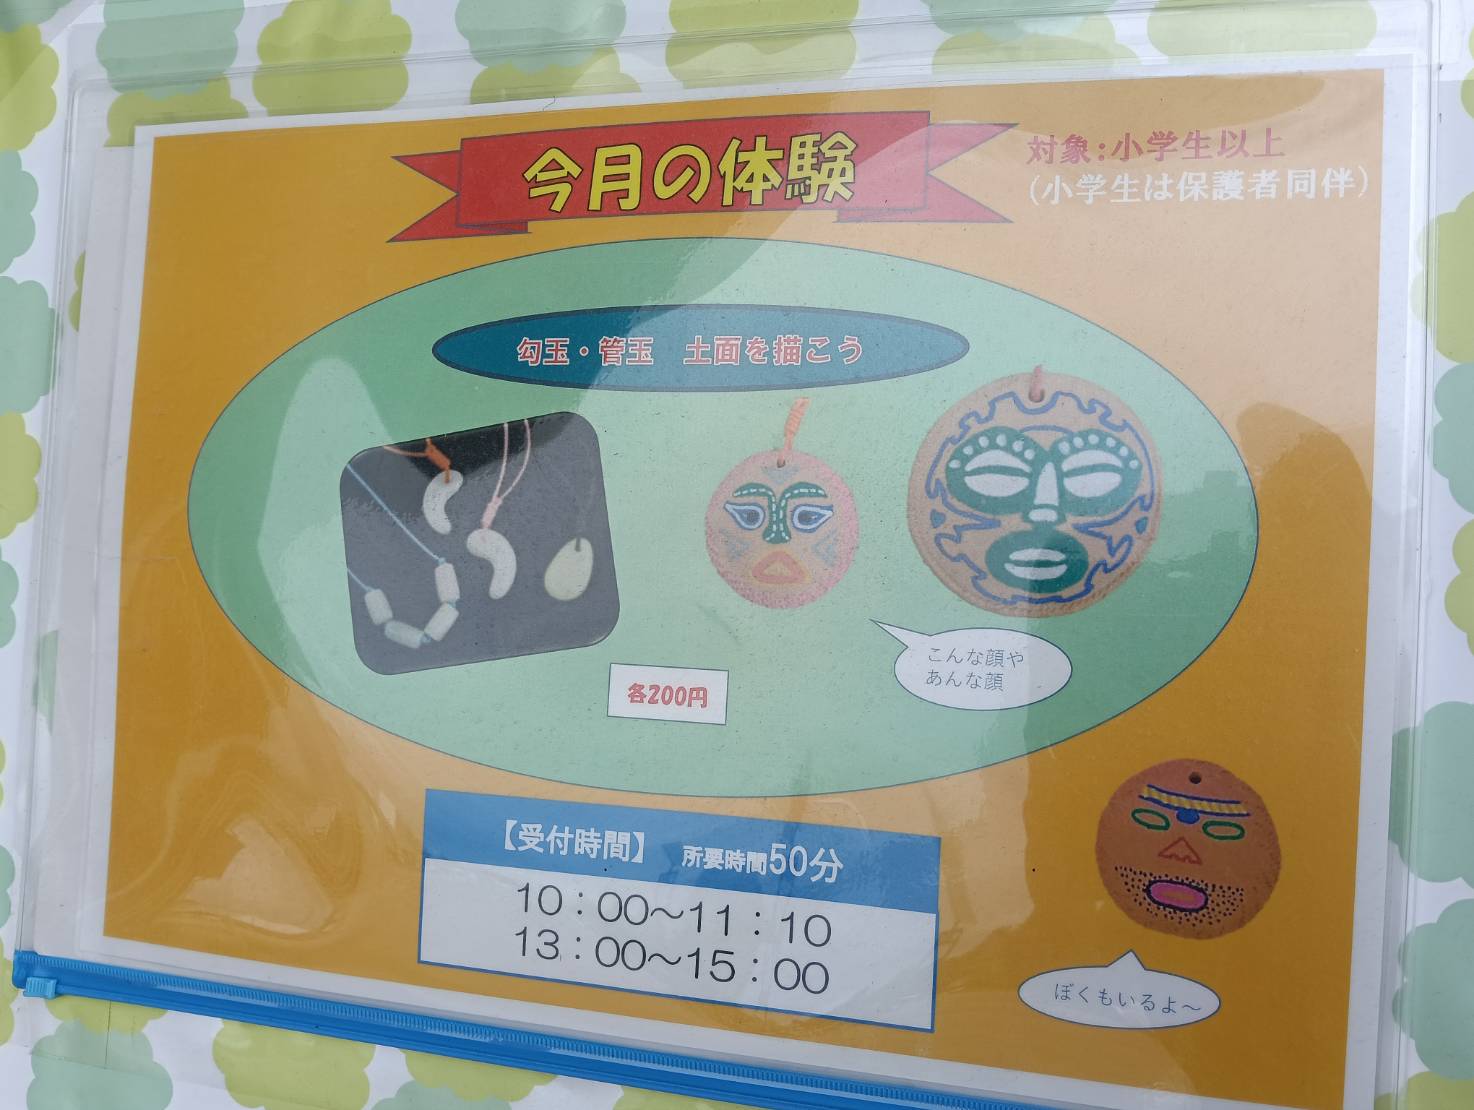 今月の体験
対象:小学生以上
(小学生は保護者同伴)
勾玉・管玉　土面を描こう
こんな顔や
あんな顔
各200円
【受付時間】　所要時間50分
10:00～11:10
13:00～15:00
ぼくもいるよ～